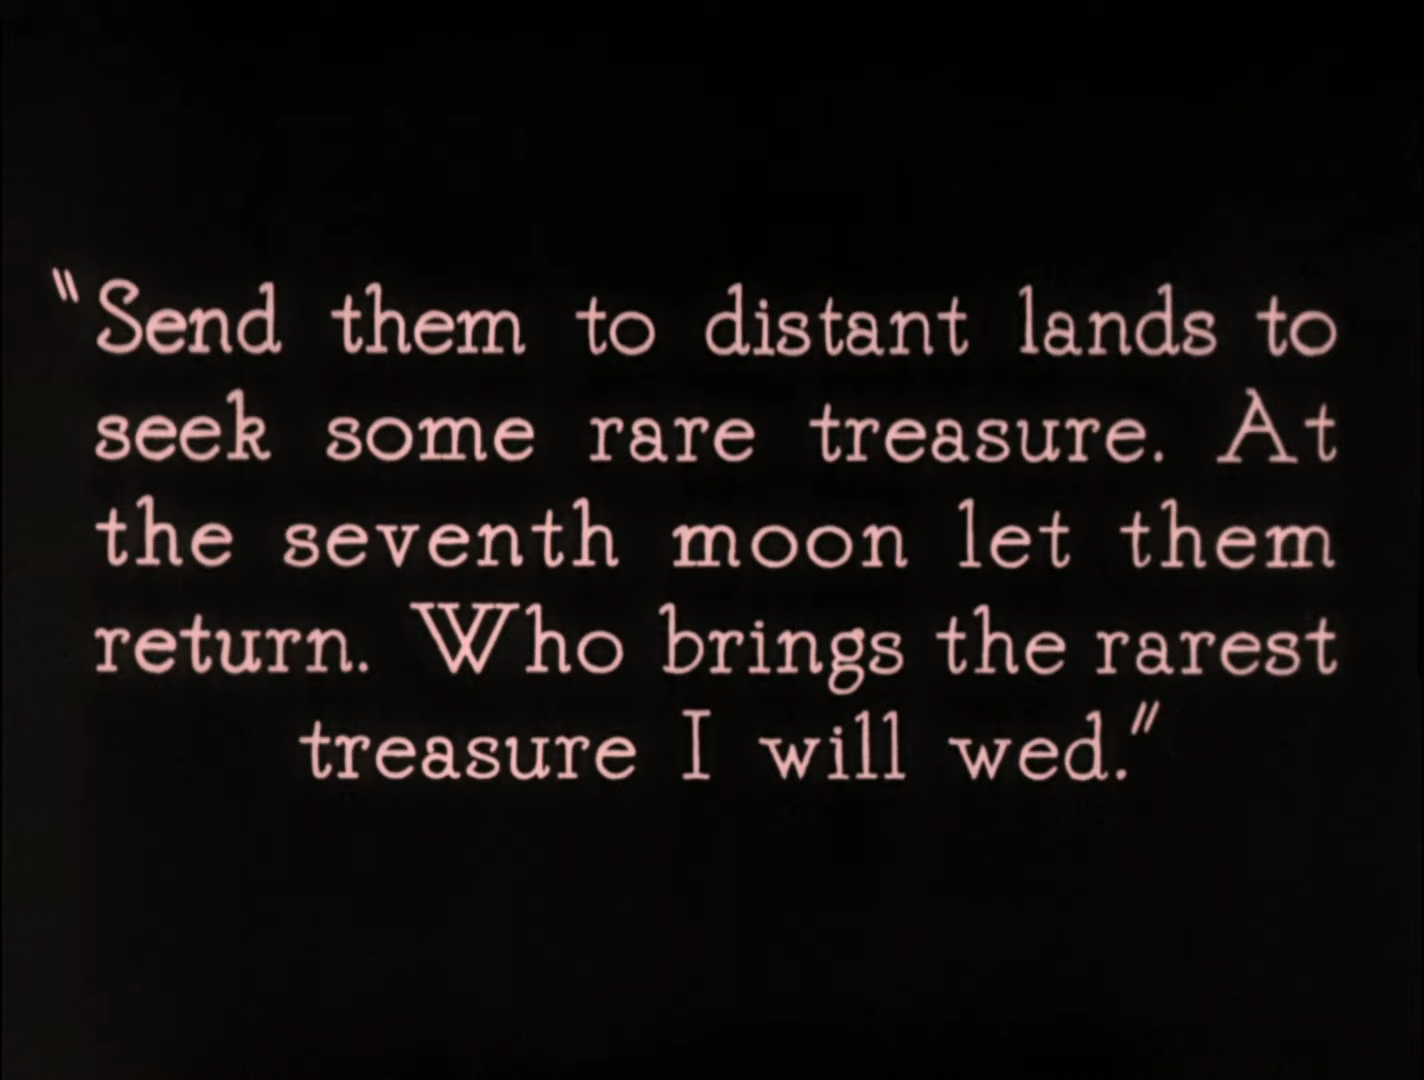 "Send them to distant lands to
seek some rare treasure. At
the seventh moon let them
return. Who brings the rarest
treasure I will wed."